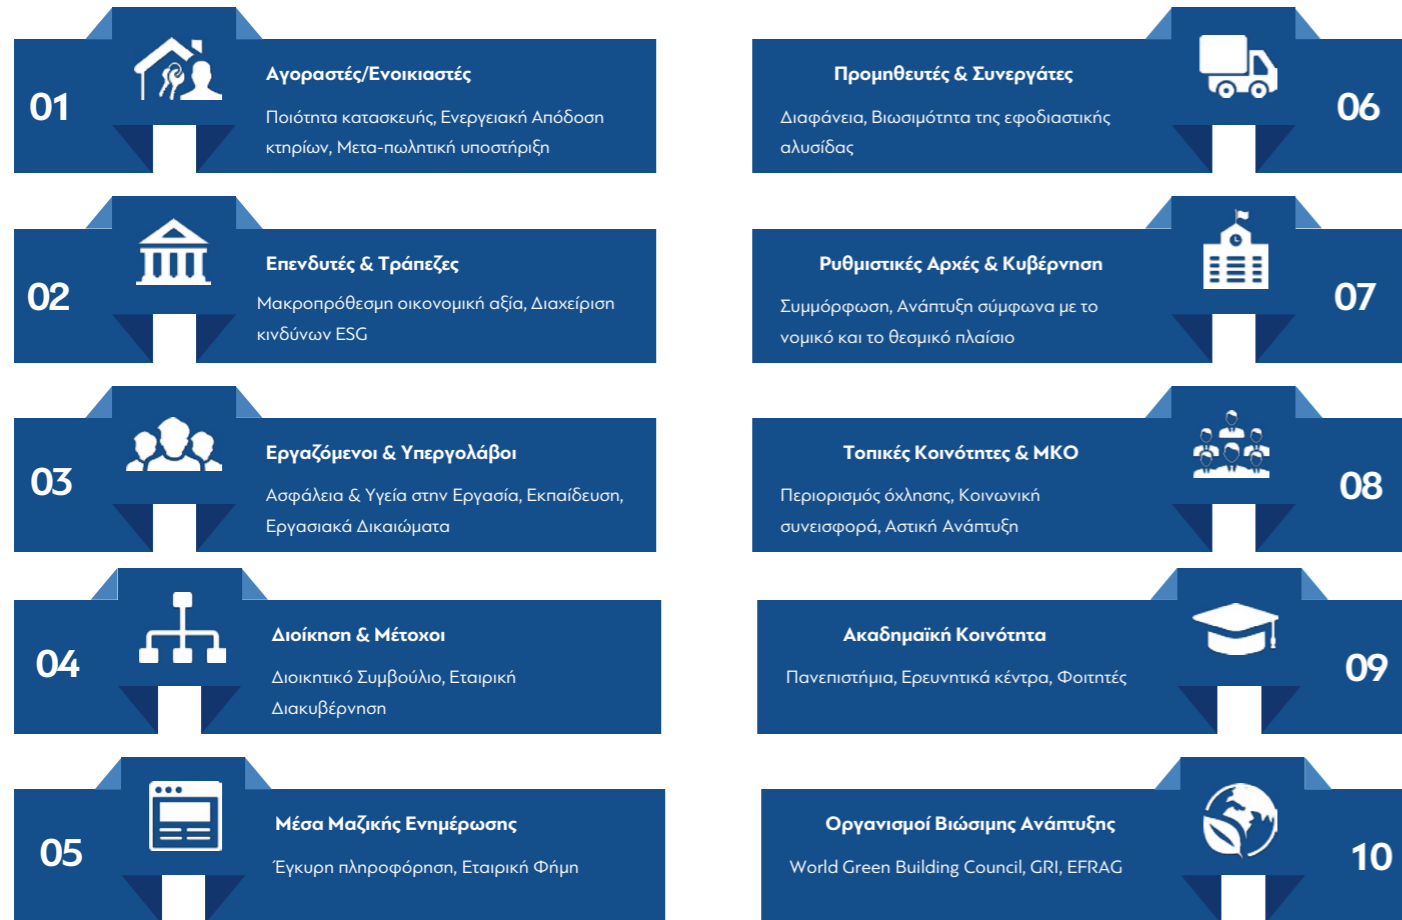 01
Αγοραστές/Ενοικιαστές
Ποιότητα κατασκευής, Ενεργειακή Απόδοση
κτηρίων, Μετα-πωλητική υποστήριξη
02
Επενδυτές & Τράπεζες
Μακροπρόθεσμη οικονομική αξία, Διαχείριση
κινδύνων ESG
03
Εργαζόμενοι & Υπεργολάβοι
Ασφάλεια & Υγεία στην Εργασία, Εκπαίδευση,
Εργασιακά Δικαιώματα
04
Διοίκηση & Μέτοχοι
Διοικητικό Συμβούλιο, Εταιρική
Διακυβέρνηση
05
Μέσα Μαζικής Ενημέρωσης
Έγκυρη πληροφόρηση, Εταιρική Φήμη
Προμηθευτές & Συνεργάτες
06
Διαφάνεια, Βιωσιμότητα της εφοδιαστικής
αλυσίδας
Ρυθμιστικές Αρχές & Κυβέρνηση
07
Συμμόρφωση, Ανάπτυξη σύμφωνα με το
νομικό και το θεσμικό πλαίσιο
Τοπικές Κοινότητες & ΜΚΟ
08
Περιορισμός όχλησης, Κοινωνική
συνεισφορά, Αστική Ανάπτυξη
Ακαδημαϊκή Κοινότητα
09
Πανεπιστήμια, Ερευνητικά κέντρα, Φοιτητές
Οργανισμοί Βιώσιμης Ανάπτυξης
10
World Green Building Council, GRI, EFRAG